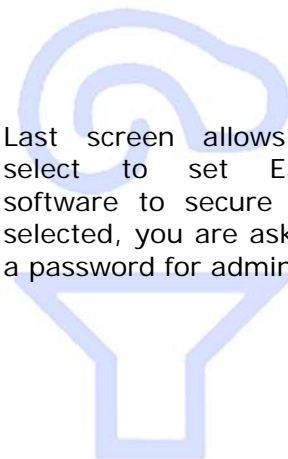 Last screen allows
select to set E
software to secure
selected, you are ask
a password for admin